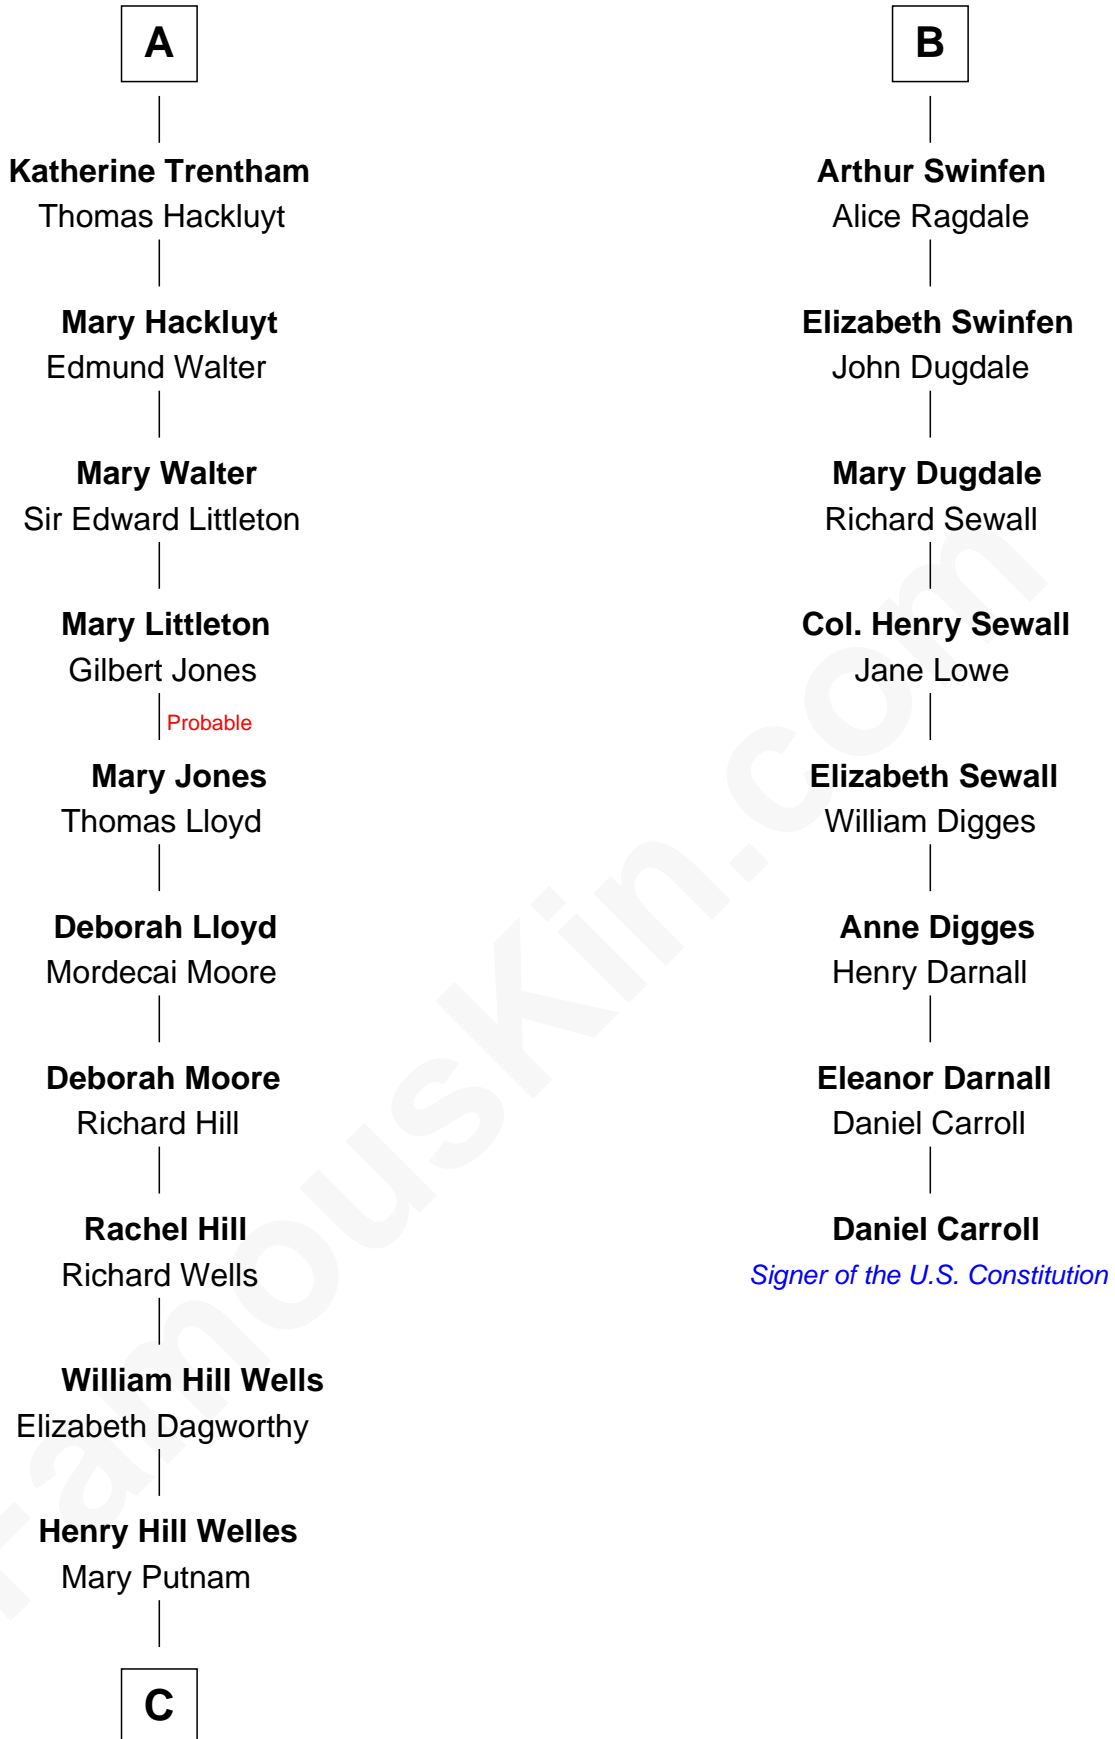 A
Katherine Trentham
Thomas Hackluyt
Mary Hackluyt
Edmund Walter
Mary Walter
Sir Edward Littleton
Mary Littleton
Gilbert Jones
Probable
Mary Jones
Thomas Lloyd
Deborah Lloyd
Mordecai Moore
Deborah Moore
Richard Hill
Rachel Hill
Richard Wells
William Hill Wells
Elizabeth Dagworthy
Henry Hill Welles
Mary Putnam
C
B
Arthur Swinfen
Alice Ragdale
Elizabeth Swinfen
John Dugdale
Mary Dugdale
Richard Sewall
Col. Henry Sewall
Jane Lowe
Elizabeth Sewall
William Digges
Anne Digges
Henry Darnall
Eleanor Darnall
Daniel Carroll
Daniel Carroll
Signer of the U.S. Constitution
FamousKin.com